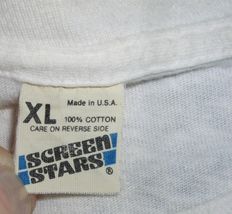 XL
Made in U.S.A.
100% COTTON
CARE ON REVERSE SIDE
SCREEN
STARS
®